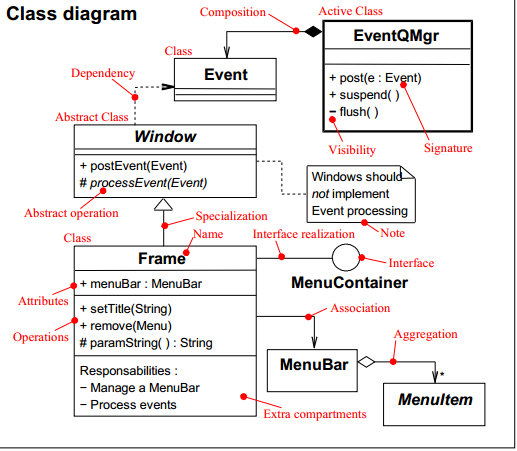 Class diagram
Composition
Active Class
EventQMgr
+ post(e : Event)
+ suspend( )
− flush( )
Class
Event
Dependency
Visibility
Signature
Abstract Class
Window
+ postEvent(Event)
# processEvent(Event)
Windows should
not implement
Event processing
Abstract operation
Specialization
Note
Name
Interface realization
Class
Frame
Interface
MenuContainer
+ menuBar : MenuBar
Attributes
+ setTitle(String)
+ remove(Menu)
# paramString( ) : String
Operations
Association
Aggregation
MenuBar
*
MenuItem
Responsabilities :
− Manage a MenuBar
− Process events
Extra compartments